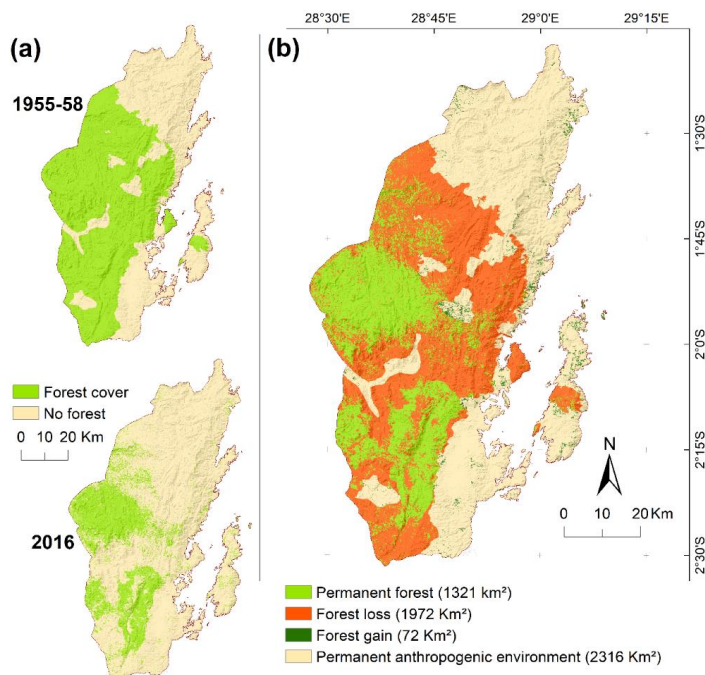 (a)
1955-58
Forest cover
No forest
0 10 20 Km
2016
(b)
28°30'E 28°45'E 29°0'E 29°15'E
1°30'S
1°45'S
2°0'S
2°15'S
2°30'S
N
0 10 20 Km
Permanent forest (1321 km²)
Forest loss (1972 Km²)
Forest gain (72 Km²)
Permanent anthropogenic environment (2316 Km²)